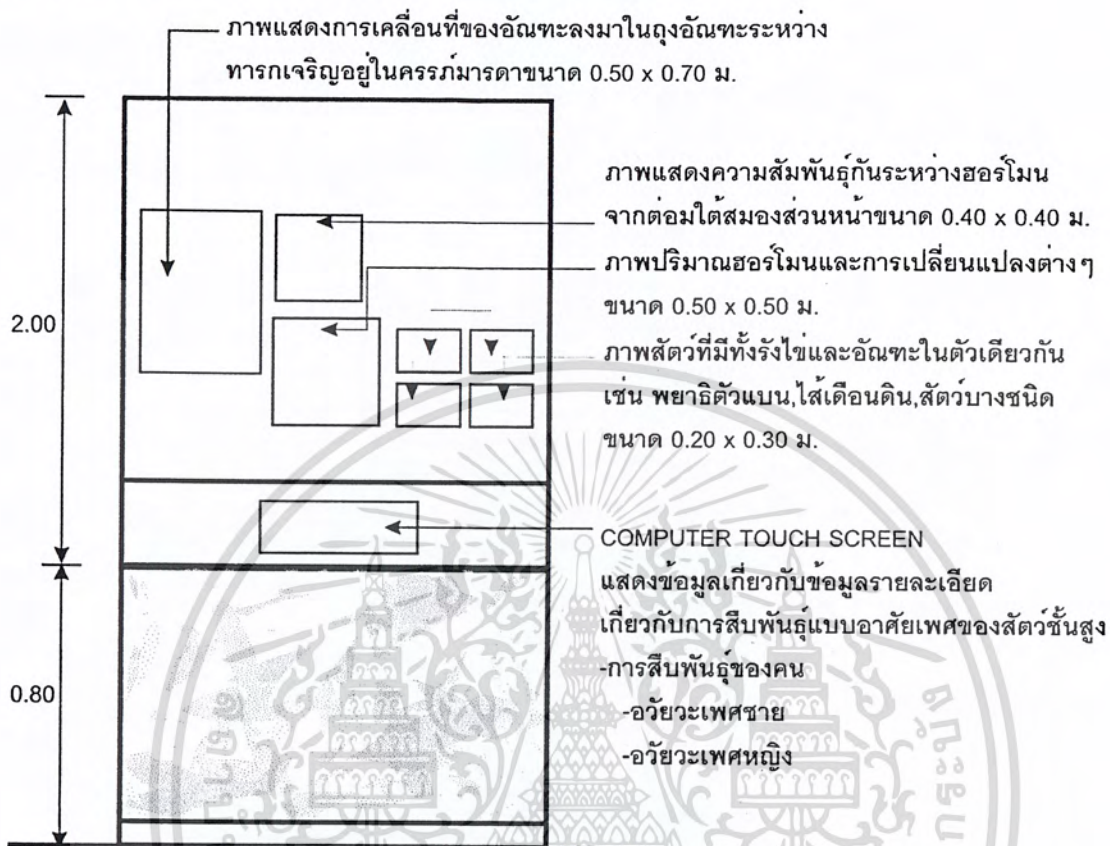 ภาพแสดงการเคลื่อนที่ของอัณฑะลงมาในถุงอัณฑะระหว่าง
ทารกเจริญอยู่ในครรภ์มารดาขนาด 0.50 x 0.70 ม.
ภาพแสดงความสัมพันธ์กันระหว่างฮอร์โมน
จากต่อมใต้สมองส่วนหน้าขนาด 0.40 x 0.40 ม.
ภาพปริมาณฮอร์โมนและการเปลี่ยนแปลงต่างๆ
ขนาด 0.50 x 0.50 ม.
2.00
ภาพสัตว์ที่มีทั้งรังไข่และอัณฑะในตัวเดียวกัน
เช่น พยาธิตัวแบน,ไส้เดือนดิน,สัตว์บางชนิด
ขนาด 0.20 x 0.30 ม.
COMPUTER TOUCH SCREEN
แสดงข้อมูลเกี่ยวกับข้อมูลรายละเอียด
เกี่ยวกับการสืบพันธุ์แบบอาศัยเพศของสัตว์ชั้นสูง
-การสืบพันธุ์ของคน
0.80
-อวัยวะเพศชาย
-อวัยวะเพศหญิง